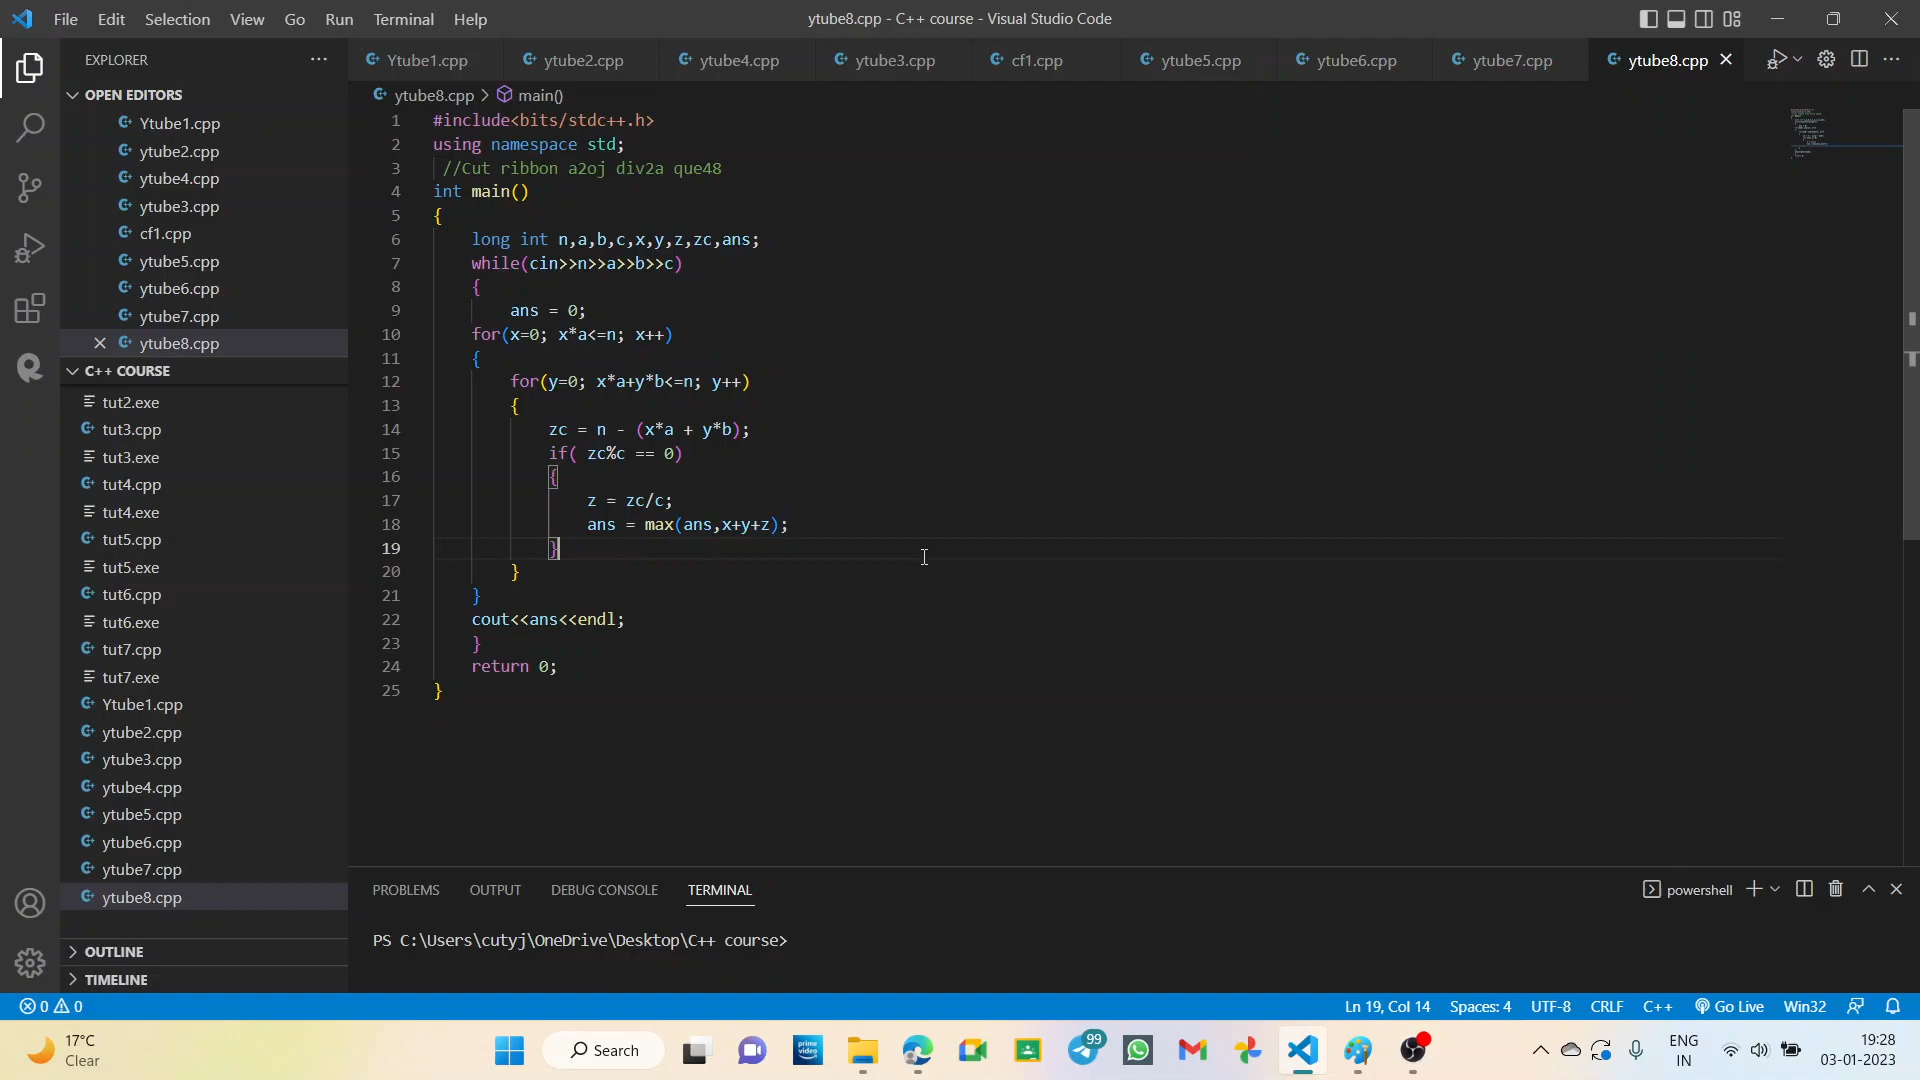 File Edit Selection View Go Run Terminal Help
ytube8.cpp - C++ course - Visual Studio Code
EXPLORER
OPEN EDITORS
Ytube1.cpp
ytube2.cpp
ytube4.cpp
ytube3.cpp
cf1.cpp
ytube5.cpp
ytube6.cpp
ytube7.cpp
ytube8.cpp
C++ COURSE
tut2.exe
tut3.cpp
tut3.exe
tut4.cpp
tut4.exe
tut5.cpp
tut5.exe
tut6.cpp
tut6.exe
tut7.cpp
tut7.exe
Ytube1.cpp
ytube2.cpp
ytube3.cpp
ytube4.cpp
ytube5.cpp
ytube6.cpp
ytube7.cpp
ytube8.cpp
OUTLINE
TIMELINE
Ytube1.cpp ytube2.cpp ytube4.cpp ytube3.cpp cf1.cpp ytube5.cpp ytube6.cpp ytube7.cpp ytube8.cpp
ytube8.cpp > main()
1 #include<bits/stdc++.h>
2 using namespace std;
3 //Cut ribbon a2oj div2a que48
4 int main()
5 {
6 long int n,a,b,c,x,y,z,zc,ans;
7 while(cin>>n>>a>>b>>c)
8 {
9 ans = 0;
10 for(x=0; x*a<=n; x++)
11 {
12 for(y=0; x*a+y*b<=n; y++)
13 {
14 zc = n - (x*a + y*b);
15 if( zc%c == 0)
16 {
17 z = zc/c;
18 ans = max(ans,x+y+z);
19 }
20 }
21 }
22 cout<<ans<<endl;
23 }
24 return 0;
25 }
PROBLEMS OUTPUT DEBUG CONSOLE TERMINAL
powershell
PS C:\Users\cutyj\OneDrive\Desktop\C++ course>
0 0
Ln 19, Col 14 Spaces: 4 UTF-8 CRLF C++ Go Live Win32
17°C
Clear
Search
prime video
99
ENG
IN
19:28
03-01-2023